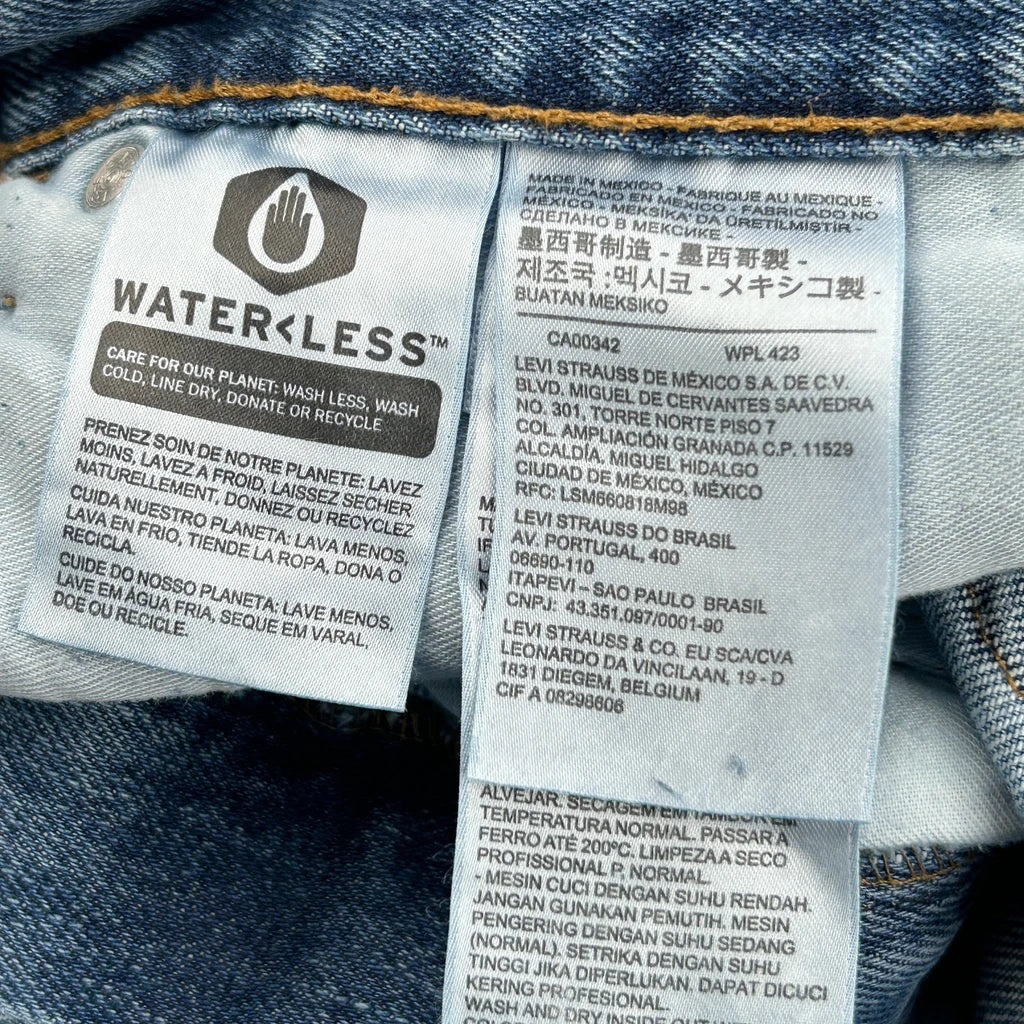 WATER<LESS™
CARE FOR OUR PLANET: WASH LESS, WASH
COLD, LINE DRY, DONATE OR RECYCLE
PRENEZ SOIN DE NOTRE PLANETE: LAVEZ
MOINS, LAVEZ A FROID, LAISSEZ SECHER
NATURELLEMENT, DONNEZ OU RECYCLEZ
CUIDA NUESTRO PLANETA: LAVA MENOS,
LAVA EN FRIO, TIENDE LA ROPA, DONA O
RECICLA.
CUIDE DO NOSSO PLANETA: LAVE MENOS,
LAVE EM ÁGUA FRIA, SEQUE EM VARAL,
DOE OU RECICLE.
MADE IN MEXICO - FABRIQUE AU MEXIQUE -
FABRICADO EN MÉXICO - FABRICADO NO
MÉXICO - MEKSİKA' DA ÜRETİLMİSTİR -
СДЕЛАНО В МЕКСИКЕ -
墨西哥制造 - 墨西哥製 -
제조국 :멕시코 - メキシコ製 -
BUATAN MEKSIKO
CA00342 WPL 423
LEVI STRAUSS DE MÉXICO S.A. DE C.V.
BLVD. MIGUEL DE CERVANTES SAAVEDRA
NO. 301, TORRE NORTE PISO 7
COL. AMPLIACIÓN GRANADA C.P. 11529
ALCALDÍA. MIGUEL HIDALGO
CIUDAD DE MÉXICO, MÉXICO
RFC: LSM660818M98
LEVI STRAUSS DO BRASIL
AV. PORTUGAL, 400
06690-110
ITAPEVI – SAO PAULO BRASIL
CNPJ: 43.351.097/0001-90
LEVI STRAUSS & CO. EU SCA/CVA
LEONARDO DA VINCILAAN, 19 - D
1831 DIEGEM, BELGIUM
CIF A 08298606
ALVEJAR. SECAGEM EM TAMBOR EM
TEMPERATURA NORMAL. PASSAR A
FERRO ATÉ 200ºC. LIMPEZA A SECO
PROFISSIONAL P. NORMAL.
- MESIN CUCI DENGAN SUHU RENDAH.
JANGAN GUNAKAN PEMUTIH. MESIN
PENGERING DENGAN SUHU SEDANG
(NORMAL). SETRIKA DENGAN SUHU
TINGGI JIKA DIPERLUKAN. DAPAT DICUCI
KERING PROFESIONAL.
WASH AND DRY INSIDE OUT